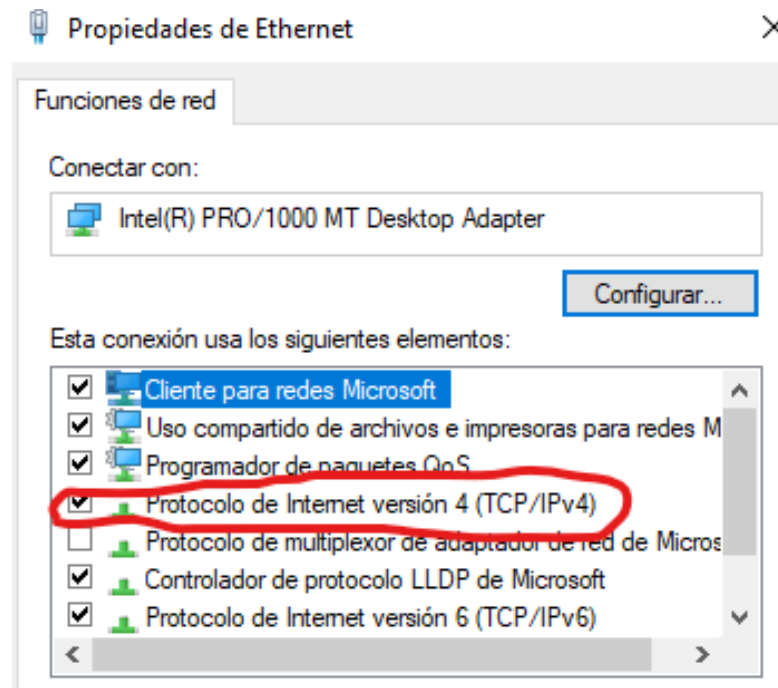 Propiedades de Ethernet
Funciones de red
Conectar con:
Intel(R) PRO/1000 MT Desktop Adapter
Configurar...
Esta conexión usa los siguientes elementos:
Cliente para redes Microsoft
Uso compartido de archivos e impresoras para redes M
Programador de paquetes QoS
Protocolo de Internet versión 4 (TCP/IPv4)
Protocolo de multiplexor de adaptador de red de Micros
Controlador de protocolo LLDP de Microsoft
Protocolo de Internet versión 6 (TCP/IPv6)